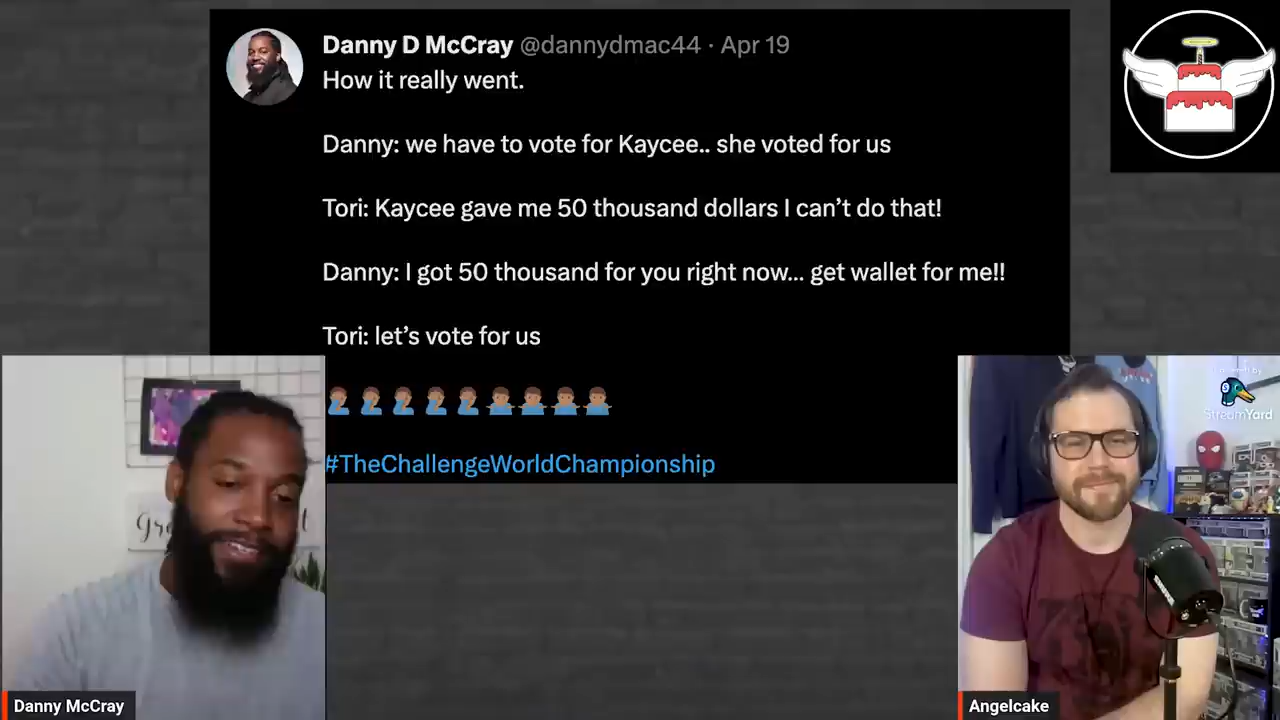 Danny D McCray @dannydmac44 · Apr 19
How it really went.
Danny: we have to vote for Kaycee.. she voted for us
Tori: Kaycee gave me 50 thousand dollars I can’t do that!
Danny: I got 50 thousand for you right now... get wallet for me!!
Tori: let’s vote for us
🤦🏽‍♂️🤦🏽‍♂️🤦🏽‍♂️🤦🏽‍♂️🤦🏽‍♂️🤷🏽‍♂️🤷🏽‍♂️🤷🏽‍♂️🤷🏽‍♂️
#TheChallengeWorldChampionship
StreamYard
Danny McCray
Angelcake